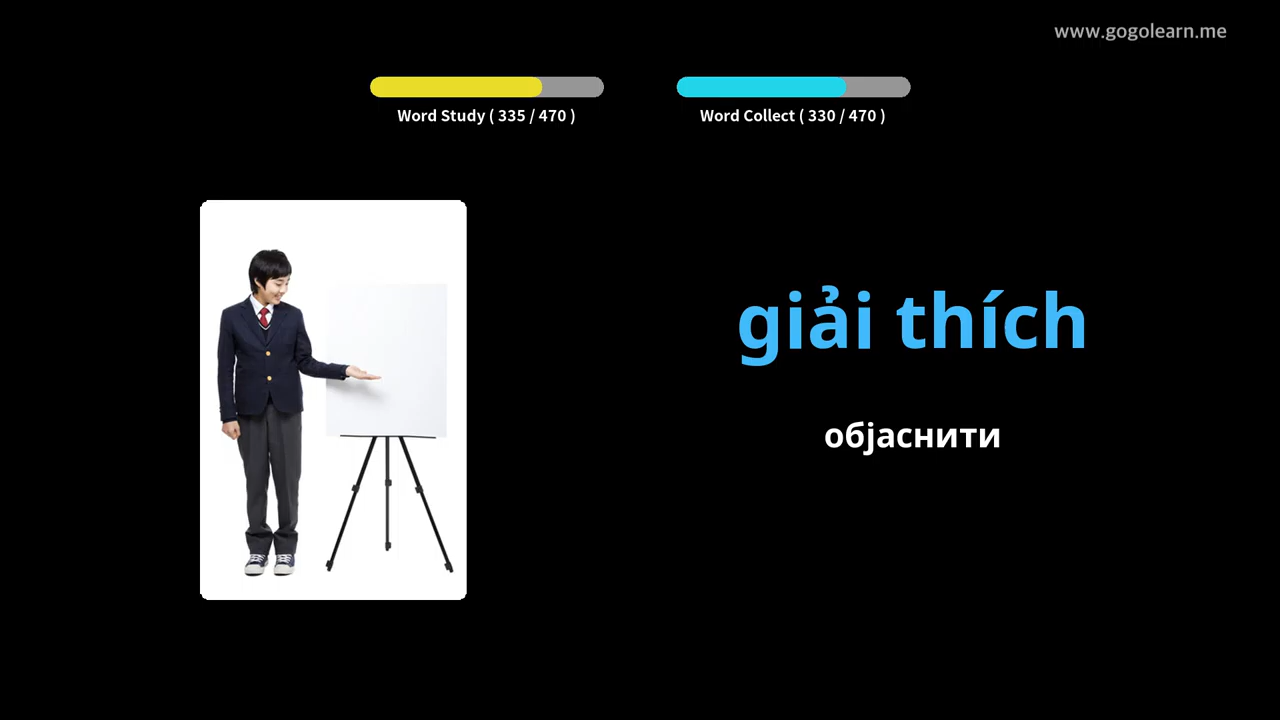 www.gogolearn.me
Word Study ( 335 / 470 )
Word Collect ( 330 / 470 )
giải thích
објаснити